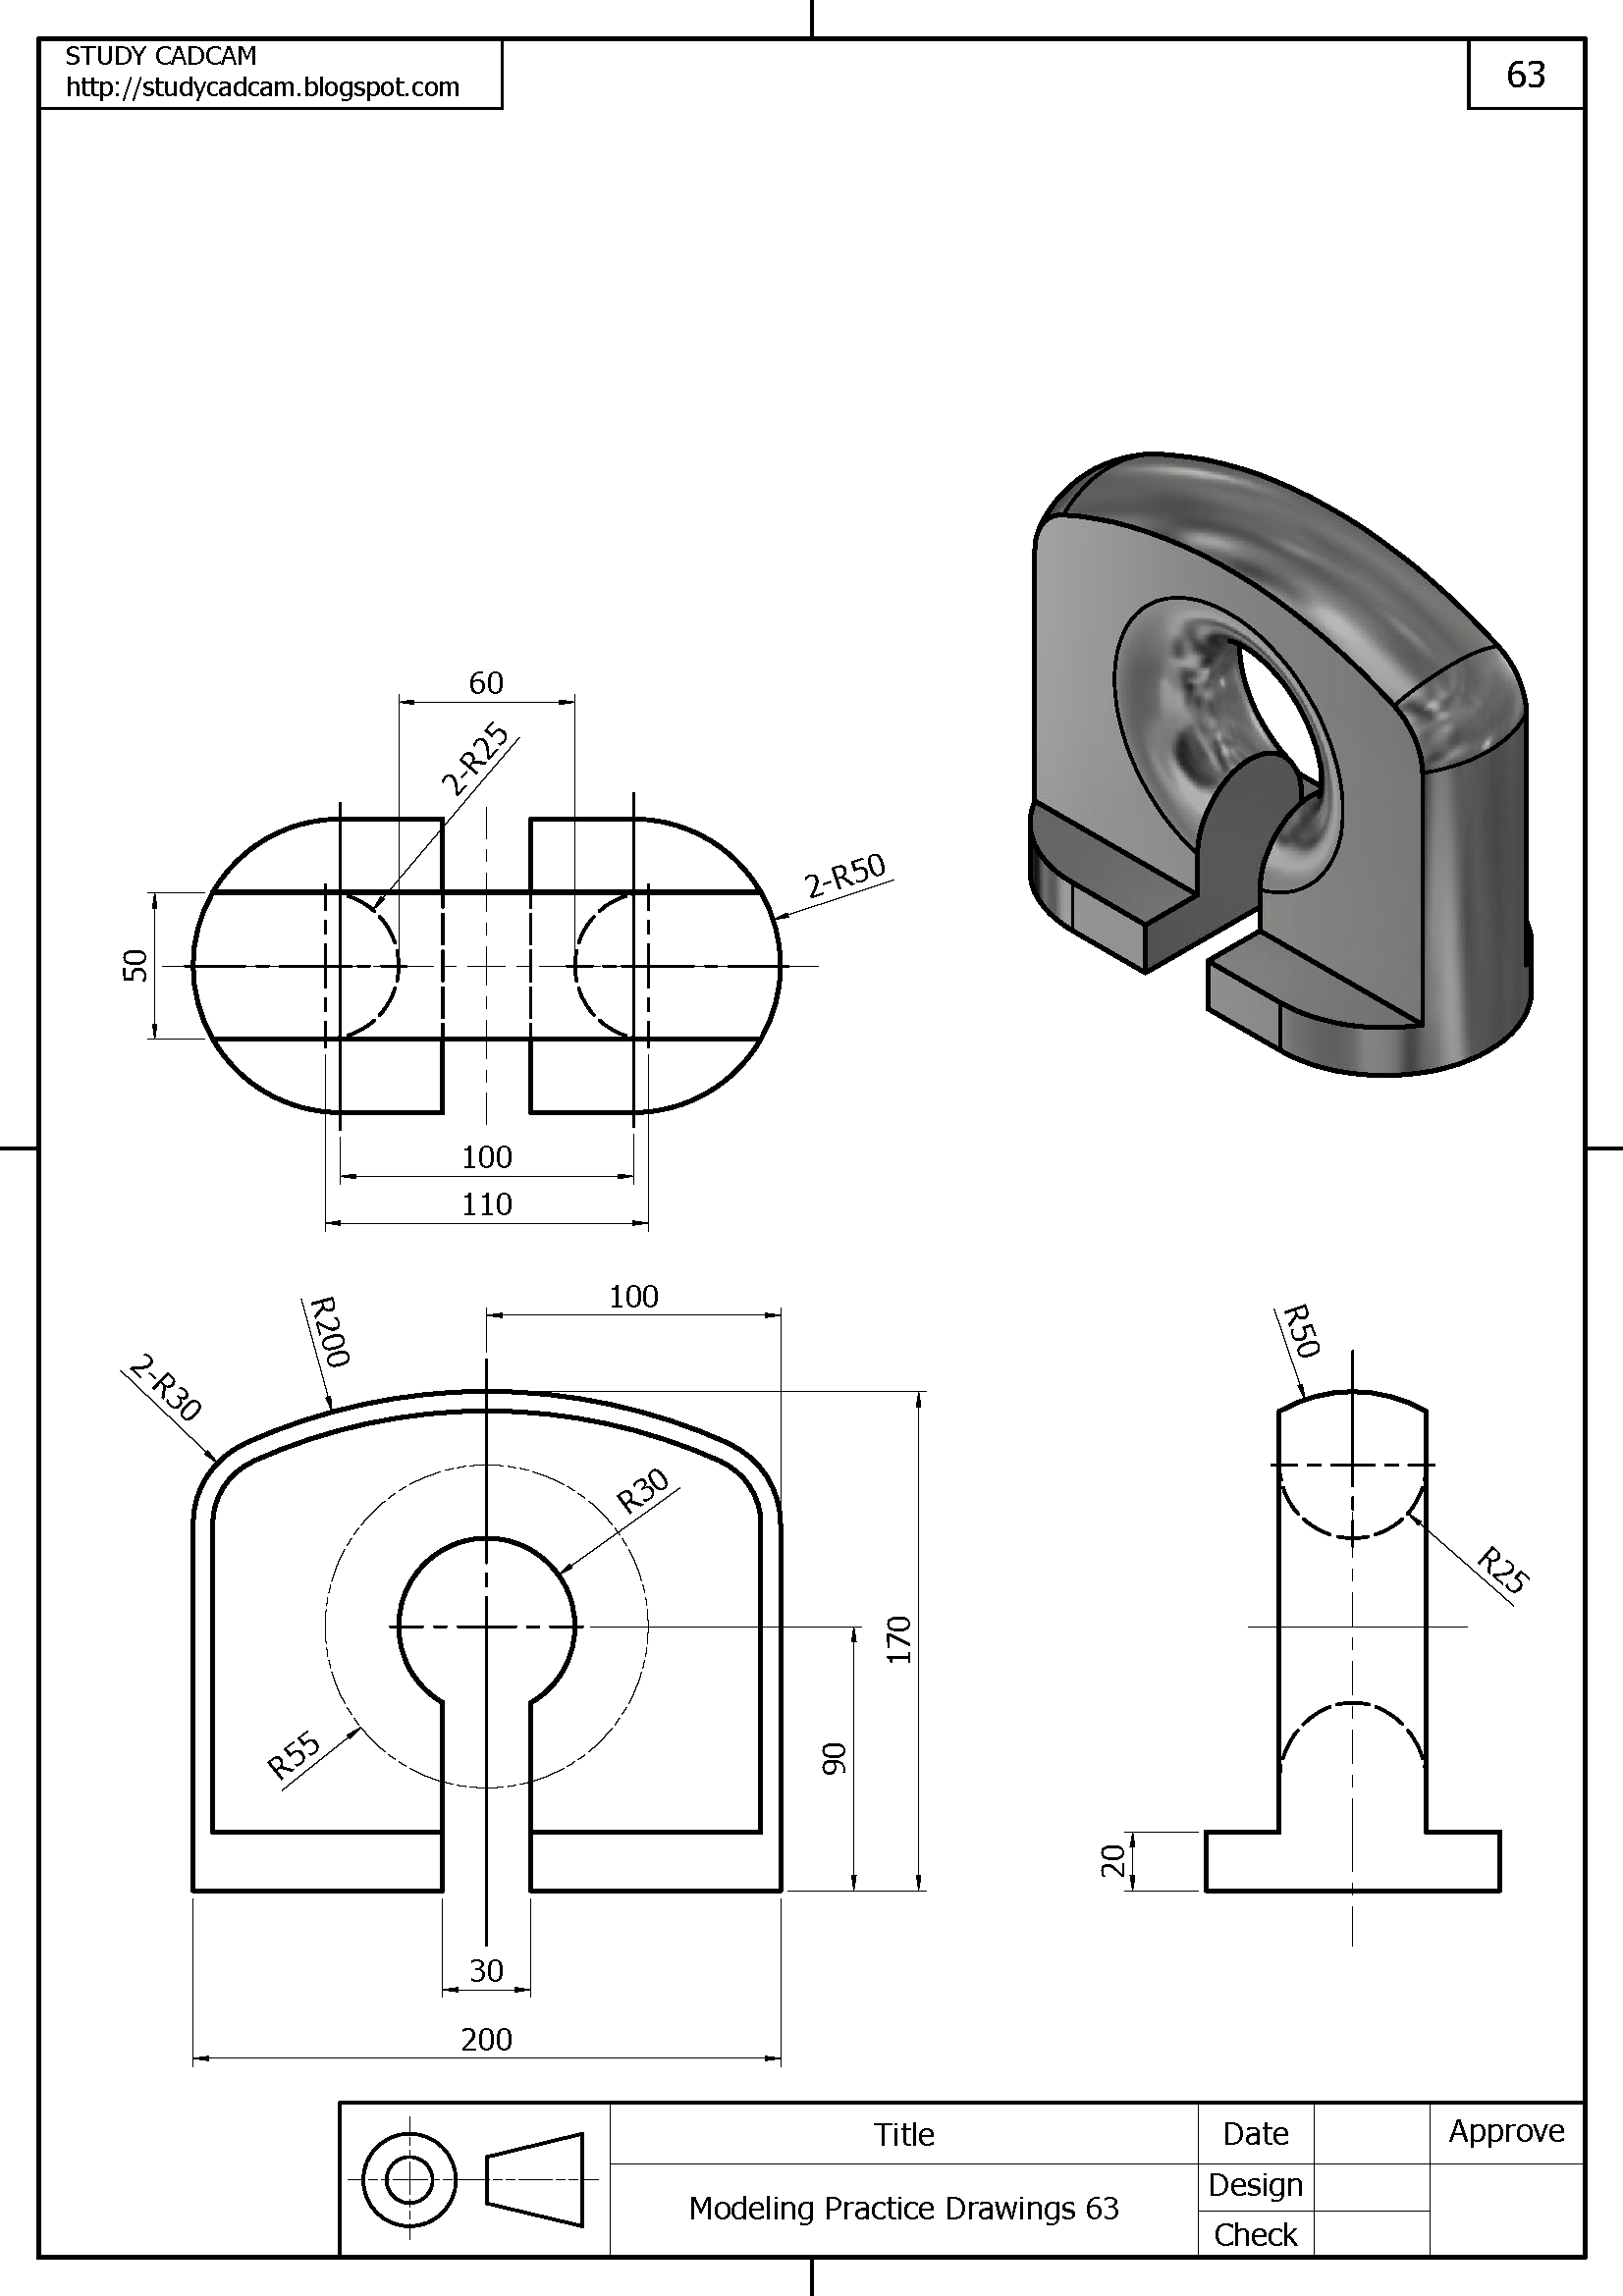 STUDY CADCAM
http://studycadcam.blogspot.com
63
60
2-R25
2-R50
50
100
110
100
R200
2-R30
R50
R30
R25
170
90
R55
20
30
200
Title
Date
Approve
Modeling Practice Drawings 63
Design
Check